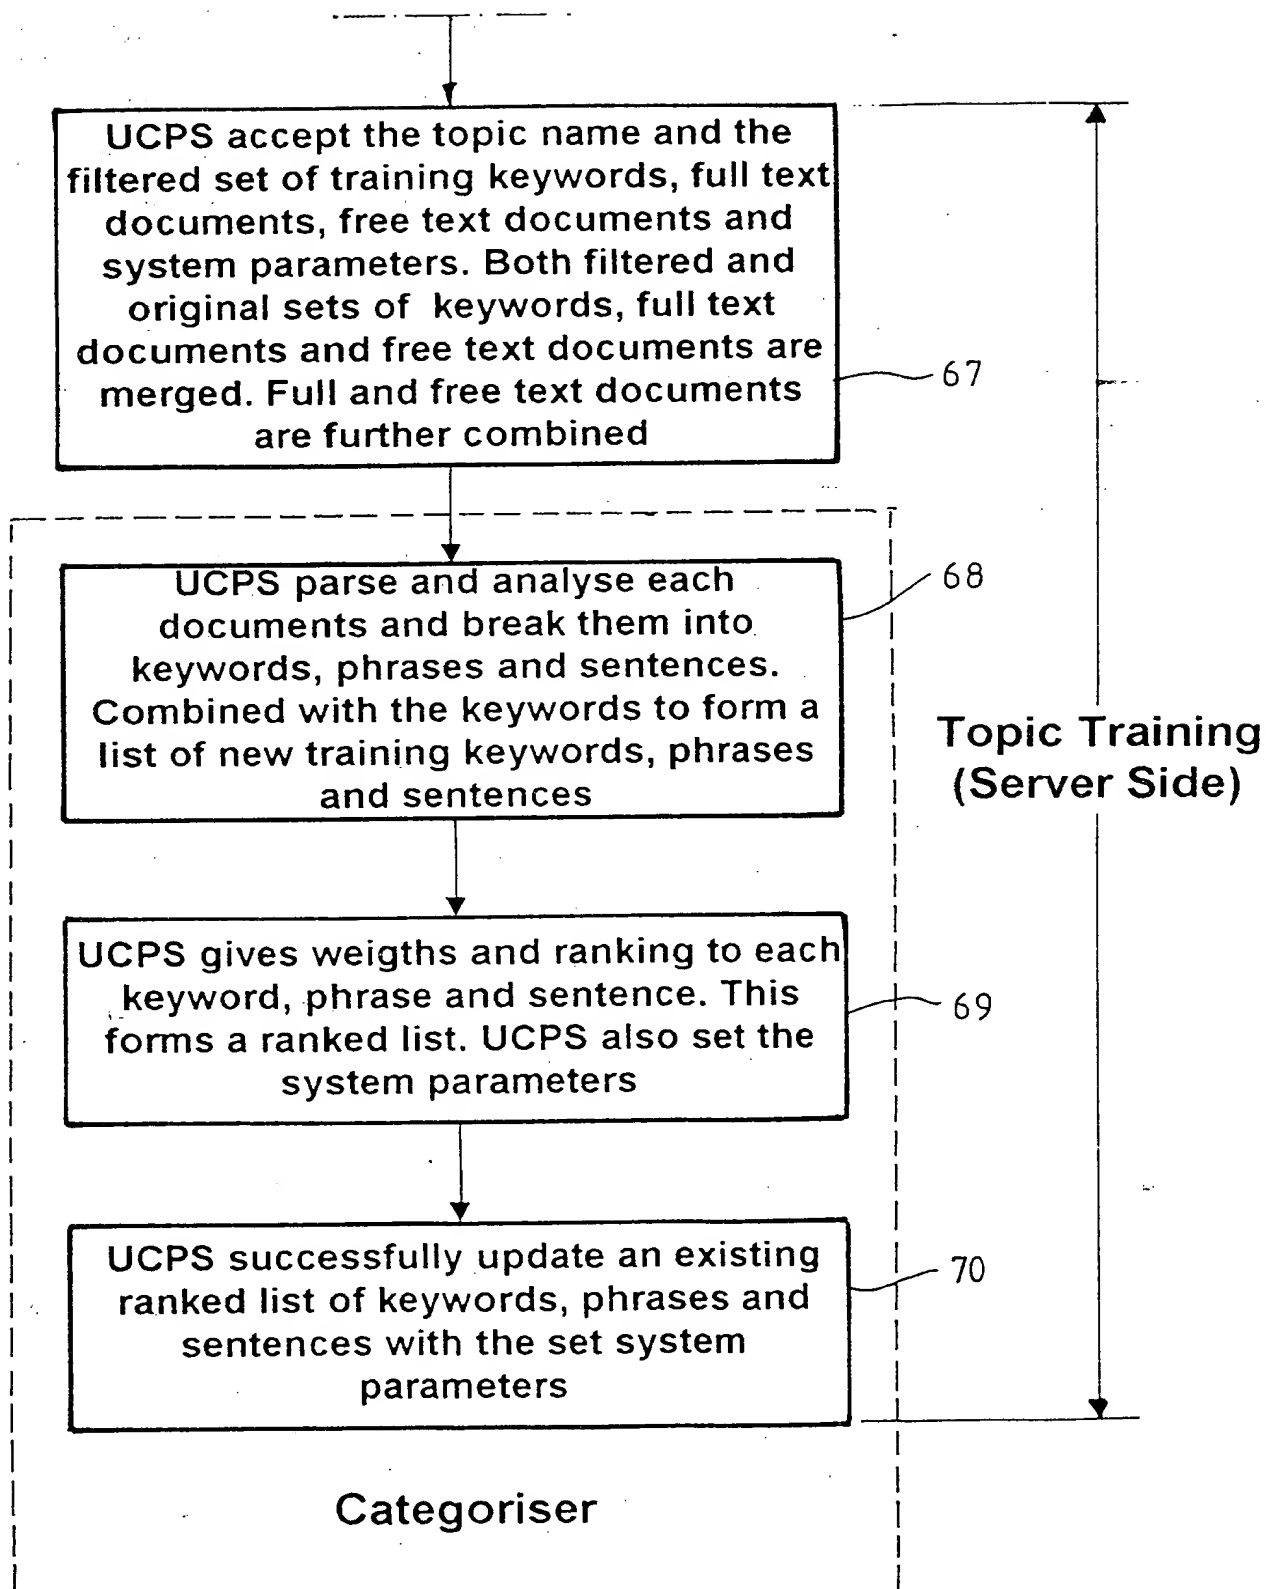 UCPS accept the topic name and the
filtered set of training keywords, full text
documents, free text documents and
system parameters. Both filtered and
original sets of keywords, full text
documents and free text documents are
merged. Full and free text documents
are further combined
67
UCPS parse and analyse each
documents and break them into
keywords, phrases and sentences.
Combined with the keywords to form a
list of new training keywords, phrases
and sentences
68
Topic Training
(Server Side)
UCPS gives weigths and ranking to each
keyword, phrase and sentence. This
forms a ranked list. UCPS also set the
system parameters
69
UCPS successfully update an existing
ranked list of keywords, phrases and
sentences with the set system
parameters
70
Categoriser